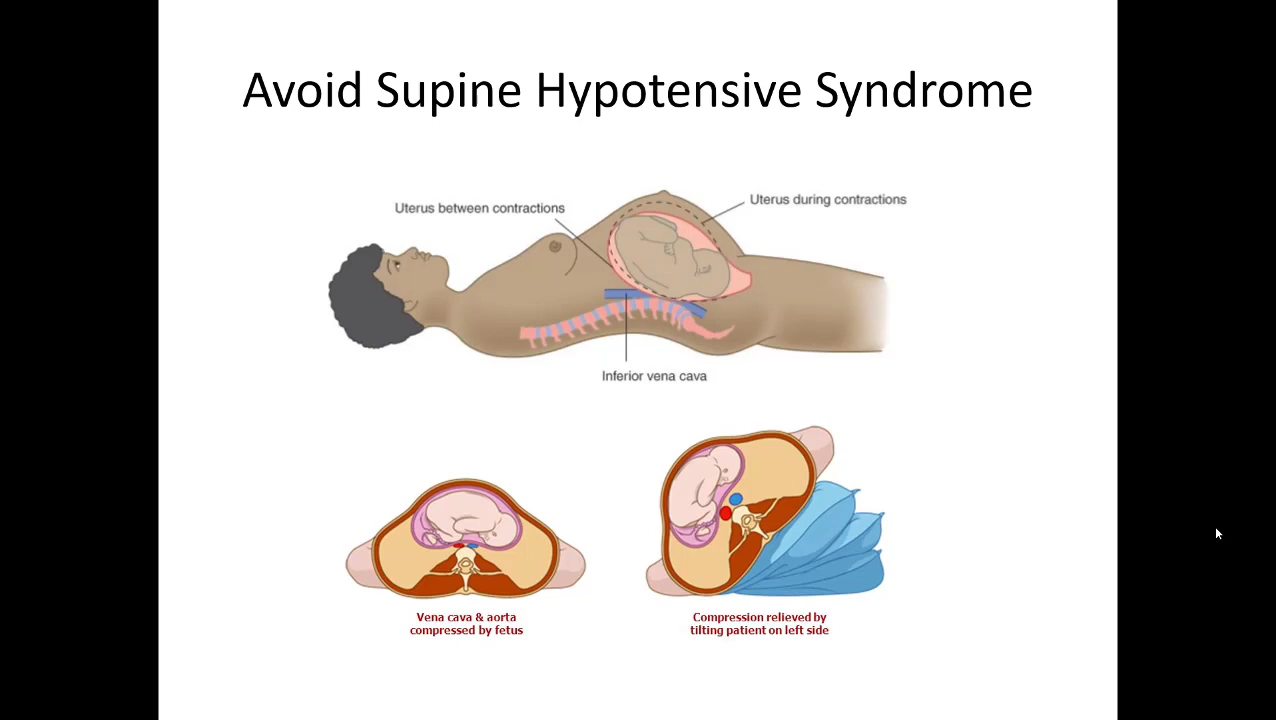 Avoid Supine Hypotensive Syndrome
Uterus between contractions
Uterus during contractions
Inferior vena cava
Vena cava & aorta
compressed by fetus
Compression relieved by
tilting patient on left side